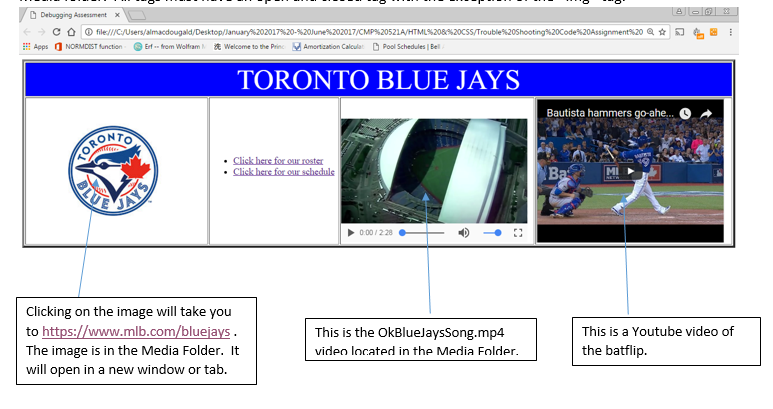 Media folder. All tags must have an open and closed tag with the exception of the <img> tag.
Debugging Assessment
file:///C:/Users/almacdougald/Desktop/January%202017%20-%20June%202017/CMP%20521A/HTML%20&%20CSS/Trouble%20Shooting%20Code%20Assignment%20
Apps NORMDIST function Erf -- from Wolfram Welcome to the Princ Amortization Calcula Pool Schedules | Bell
TORONTO BLUE JAYS
TORONTO
BLUE JAYS
Click here for our roster
Click here for our schedule
0:00 / 2:28
Bautista hammers go-ahe...
Clicking on the image will take you
to https://www.mlb.com/bluejays .
The image is in the Media Folder. It
will open in a new window or tab.
This is the OkBlueJaysSong.mp4
video located in the Media Folder.
This is a Youtube video of
the batflip.